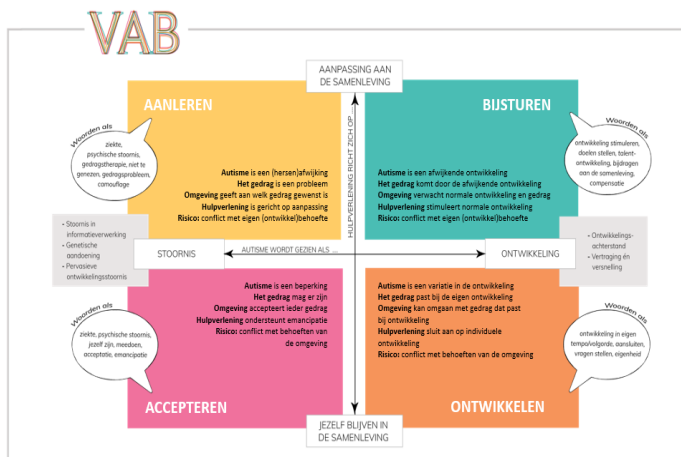 VAB
AANPASSING AAN
DE SAMENLEVING
AANLEREN
BIJSTUREN
Woorden als
ziekte,
psychische stoornis,
gedragstherapie, niet te
genezen, gedragsprobleem,
camouflage
Autisme is een (hersen)afwijking
Het gedrag is een probleem
Omgeving geeft aan welk gedrag gewenst is
Hulpverlening is gericht op aanpassing
Risico: conflict met eigen (ontwikkel)behoefte
HULPVERLENING RICHT ZICH OP ...
Autisme is een afwijkende ontwikkeling
Het gedrag komt door de afwijkende ontwikkeling
Omgeving verwacht normale ontwikkeling en gedrag
Hulpverlening stimuleert normale ontwikkeling
Risico: conflict met eigen (ontwikkel)behoefte
Woorden als
ontwikkeling stimuleren,
doelen stellen, talent-
ontwikkeling, bijdragen
aan de samenleving,
compensatie
• Stoornis in
informatieverwerking
• Genetische
aandoening
• Pervasieve
ontwikkelingsstoornis
STOORNIS
AUTISME WORDT GEZIEN ALS ...
ONTWIKKELING
• Ontwikkelings-
achterstand
• Vertraging én
versnelling
Woorden als
ziekte, psychische stoornis,
jezelf zijn, meedoen,
acceptatie, emancipatie
Autisme is een beperking
Het gedrag mag er zijn
Omgeving accepteert ieder gedrag
Hulpverlening ondersteunt emancipatie
Risico: conflict met behoeften van
de omgeving
Autisme is een variatie in de ontwikkeling
Het gedrag past bij de eigen ontwikkeling
Omgeving kan omgaan met gedrag dat past
bij ontwikkeling
Hulpverlening sluit aan op individuele
ontwikkeling
Risico: conflict met behoeften van de omgeving
Woorden als
ontwikkeling in eigen
tempo/volgorde, aansluiten,
vragen stellen, eigenheid
ACCEPTEREN
ONTWIKKELEN
JEZELF BLIJVEN IN
DE SAMENLEVING